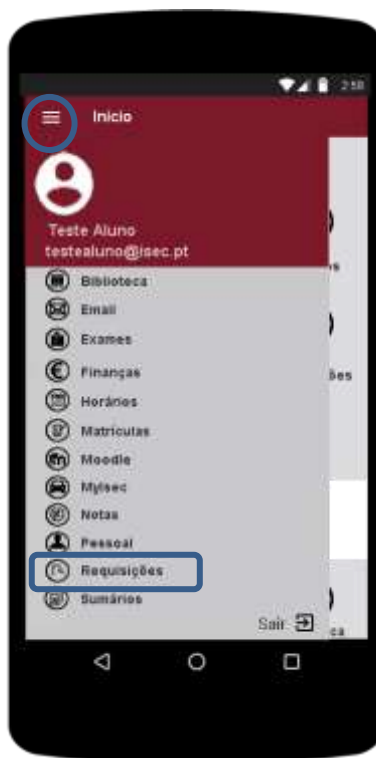 2:58
Inicio
Teste Aluno
testealuno@isec.pt
Biblioteca
Email
Exames
Finanças
Horários
Matrículas
Moodle
MyIsec
Notas
Pessoal
Requisições
Sumários
Sair